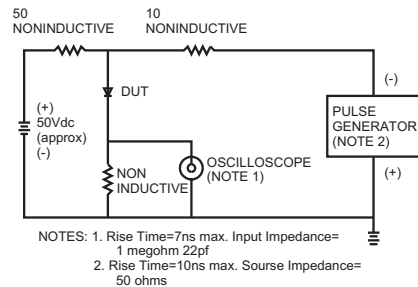 50
NONINDUCTIVE
10
NONINDUCTIVE
DUT
(+)
50Vdc
(approx)
(-)
NON
INDUCTIVE
OSCILLOSCOPE
(NOTE 1)
(-)
PULSE
GENERATOR
(NOTE 2)
(+)
NOTES: 1. Rise Time=7ns max. Input Impedance=
1 megohm 22pf
2. Rise Time=10ns max. Sourse Impedance=
50 ohms